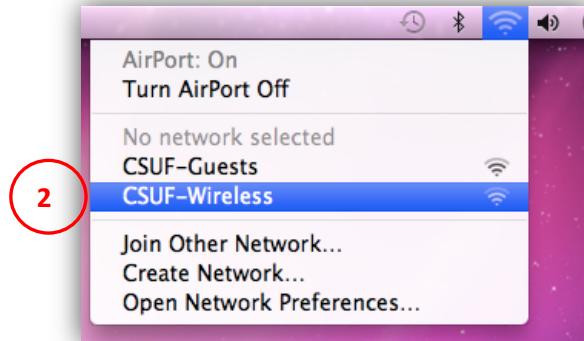 AirPort: On
Turn AirPort Off
No network selected
CSUF-Guests
2
CSUF-Wireless
Join Other Network...
Create Network...
Open Network Preferences...